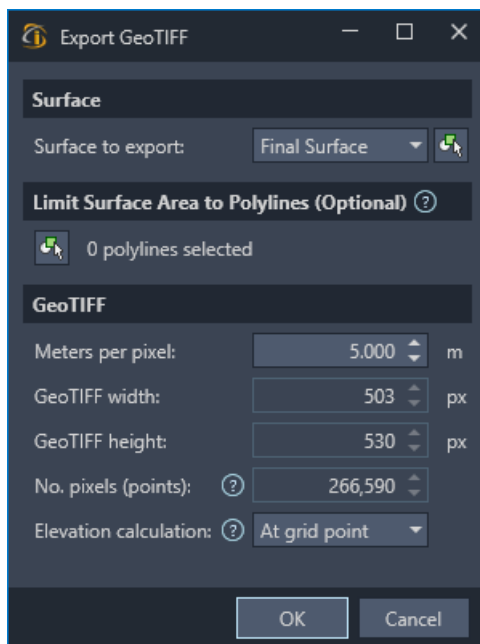 Export GeoTIFF
Surface
Surface to export: Final Surface
Limit Surface Area to Polylines (Optional) ?
0 polylines selected
GeoTIFF
Meters per pixel: 5.000 m
GeoTIFF width: 503 px
GeoTIFF height: 530 px
No. pixels (points): ? 266,590
Elevation calculation: ? At grid point
OK Cancel